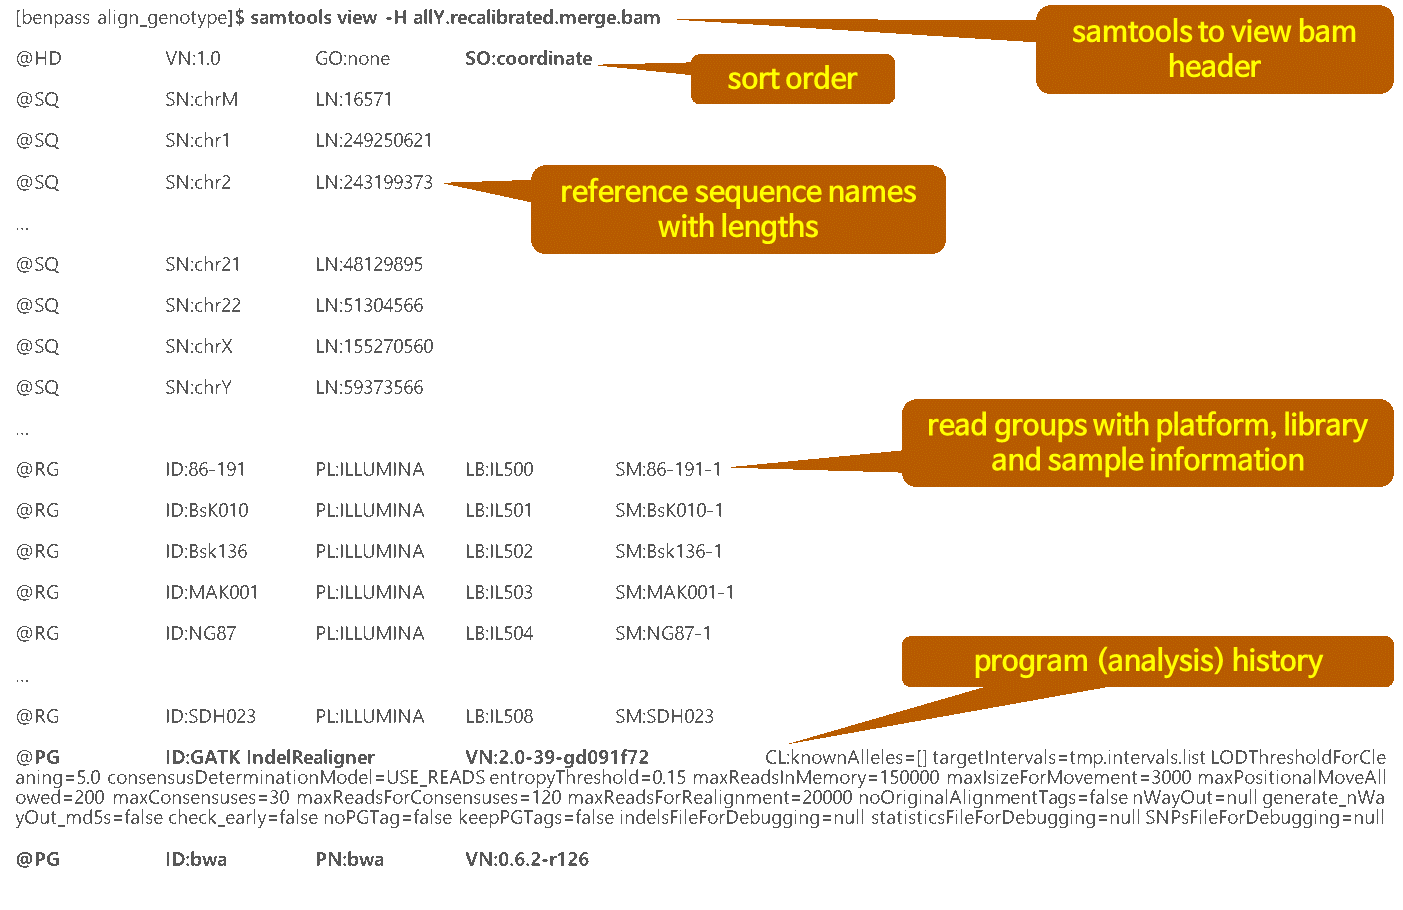 [benpass align_genotype]$ samtools view -H allY.recalibrated.merge.bam
samtools to view bam
header
@HD VN:1.0 GO:none SO:coordinate
sort order
@SQ SN:chrM LN:16571
@SQ SN:chr1 LN:249250621
@SQ SN:chr2 LN:243199373
reference sequence names
with lengths
...
@SQ SN:chr21 LN:48129895
@SQ SN:chr22 LN:51304566
@SQ SN:chrX LN:155270560
@SQ SN:chrY LN:59373566
...
read groups with platform, library
and sample information
@RG ID:86-191 PL:ILLUMINA LB:IL500 SM:86-191-1
@RG ID:BsK010 PL:ILLUMINA LB:IL501 SM:BsK010-1
@RG ID:Bsk136 PL:ILLUMINA LB:IL502 SM:Bsk136-1
@RG ID:MAK001 PL:ILLUMINA LB:IL503 SM:MAK001-1
@RG ID:NG87 PL:ILLUMINA LB:IL504 SM:NG87-1
...
program (analysis) history
@RG ID:SDH023 PL:ILLUMINA LB:IL508 SM:SDH023
@PG ID:GATK IndelRealigner VN:2.0-39-gd091f72 CL:knownAlleles=[] targetIntervals=tmp.intervals.list LODThresholdForCle
aning=5.0 consensusDeterminationModel=USE_READS entropyThreshold=0.15 maxReadsInMemory=150000 maxIsizeForMovement=3000 maxPositionalMoveAll
owed=200 maxConsensuses=30 maxReadsForConsensuses=120 maxReadsForRealignment=20000 noOriginalAlignmentTags=false nWayOut=null generate_nWa
yOut_md5s=false check_early=false noPGTag=false keepPGTags=false indelsFileForDebugging=null statisticsFileForDebugging=null SNPsFileForDebugging=null
@PG ID:bwa PN:bwa VN:0.6.2-r126